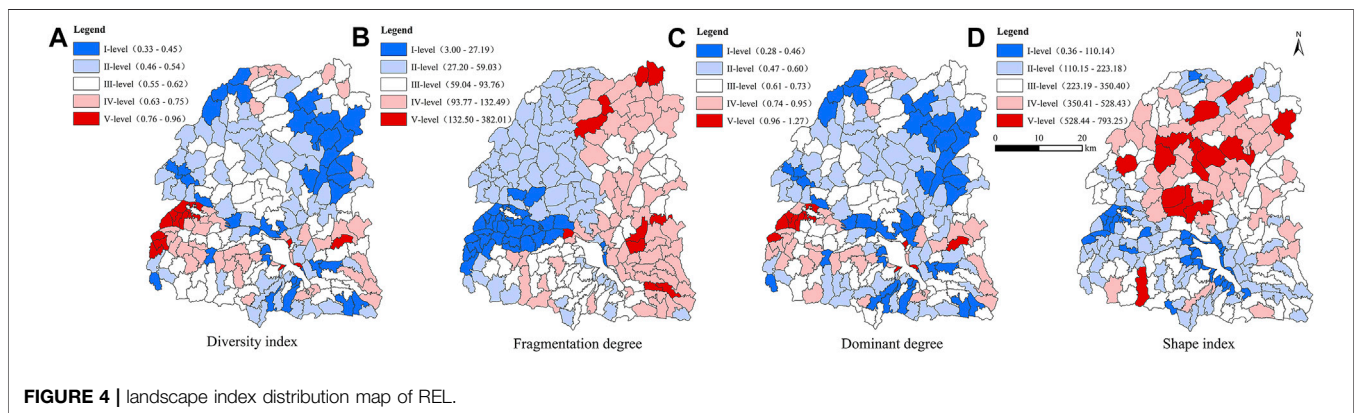 A
Legend
I-level（0.33 - 0.45）
II-level（0.46 - 0.54）
III-level（0.55 - 0.62）
IV-level（0.63 - 0.75）
V-level（0.76 - 0.96）
Diversity index
B
Legend
I-level（3.00 - 27.19）
II-level（27.20 - 59.03）
III-level（59.04 - 93.76）
IV-level（93.77 - 132.49）
V-level（132.50 - 382.01）
Fragmentation degree
C
Legend
I-level（0.28 - 0.46）
II-level（0.47 - 0.60）
III-level（0.61 - 0.73）
IV-level（0.74 - 0.95）
V-level（0.96 - 1.27）
Dominant degree
D
Legend
I-level（0.36 - 110.14）
II-level（110.15 - 223.18）
III-level（223.19 - 350.40）
IV-level（350.41 - 528.43）
V-level（528.44 - 793.25）
0 10 20
km
N
Shape index
FIGURE 4 | landscape index distribution map of REL.